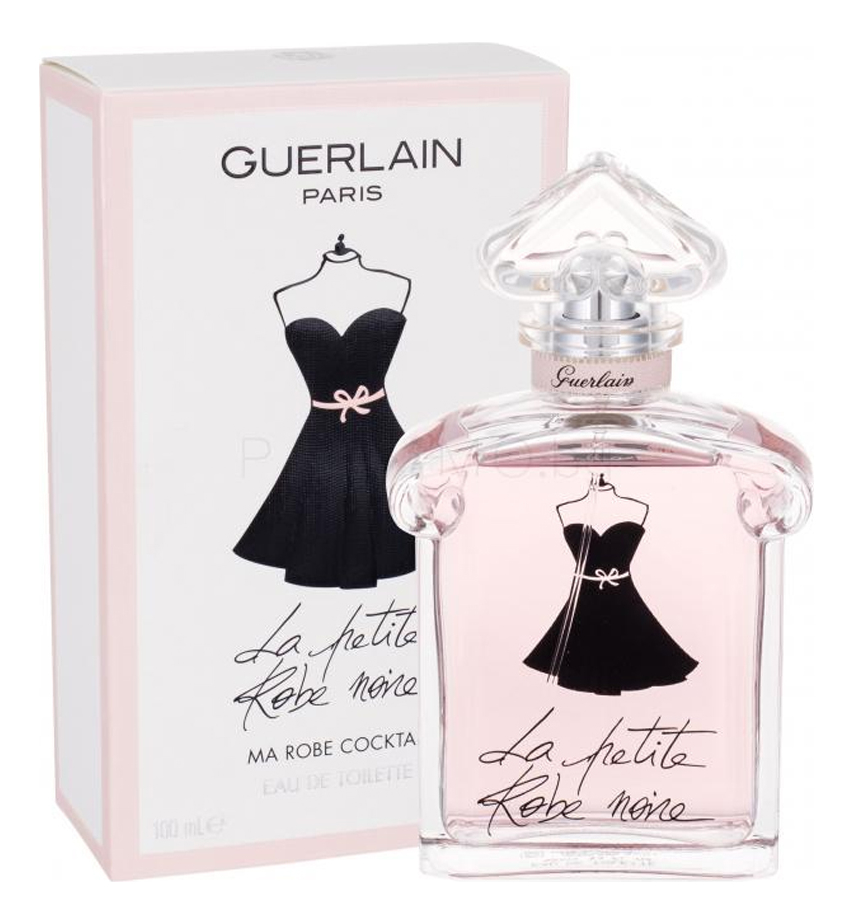 GUERLAIN
PARIS
La petite
Robe noire
MA ROBE COCKTA
EAU DE TOILETTE
100 mL e
Guerlain
La petite
Robe noire